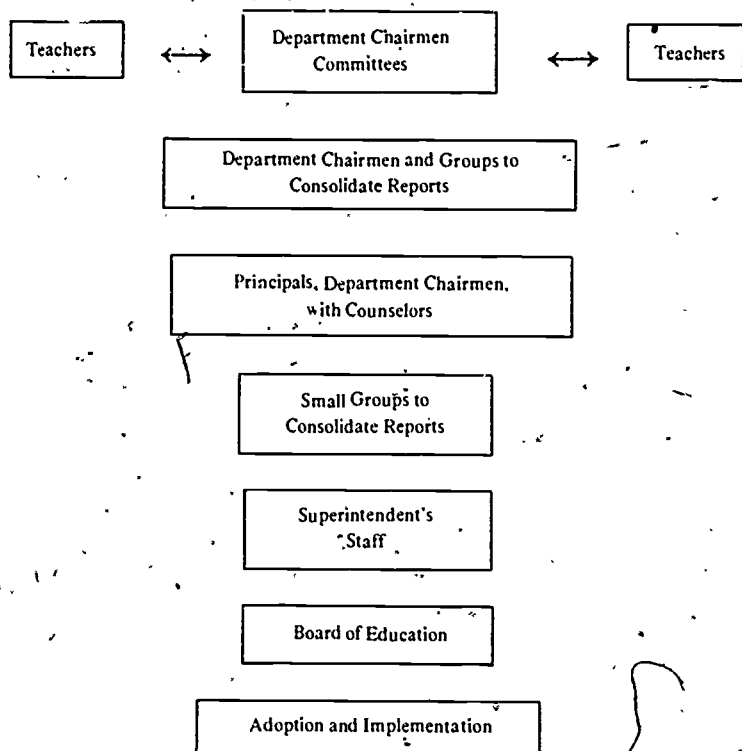 Teachers
Department Chairmen
Committees
Teachers
Department Chairmen and Groups to
Consolidate Reports
Principals, Department Chairmen,
with Counselors
Small Groups to
Consolidate Reports
Superintendent's
Staff
Board of Education
Adoption and Implementation